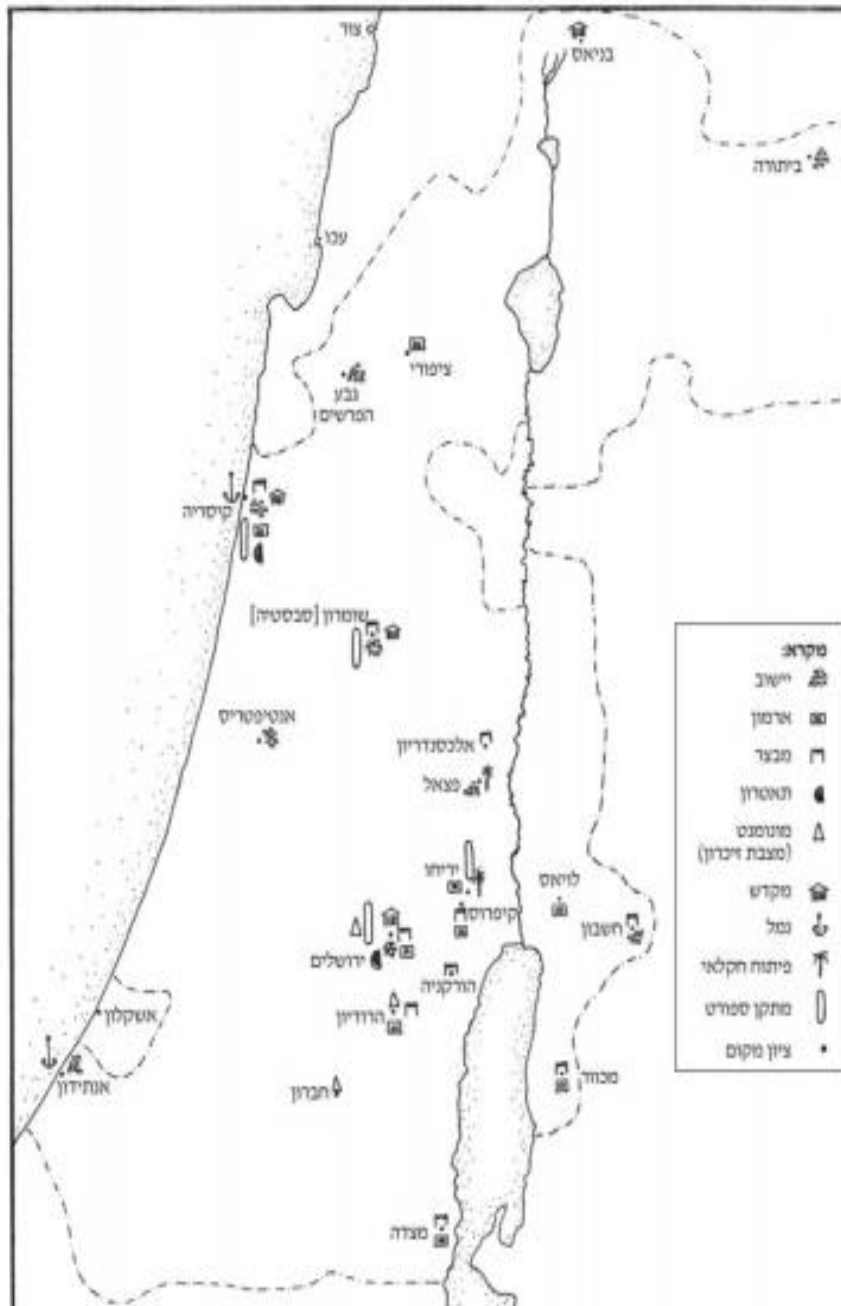 צור
בניאס
ביתורה
עכו
ציפורי
גבע
הפרשים
קיסריה
שומרון [סבסטיה]
אנטיפטריס
אלכסנדריון
פצאל
יריחו
לויאס
קיפרוס
חשבון
ירושלים
הורקניה
אשקלון
הרודיון
אנתידון
חברון
מכוור
מצדה
מקרא:
יישוב
ארמון
מבצר
תאטרון
מונומנט
(מצבת זיכרון)
מקדש
נמל
פיתוח חקלאי
מתקן ספורט
ציון מקום